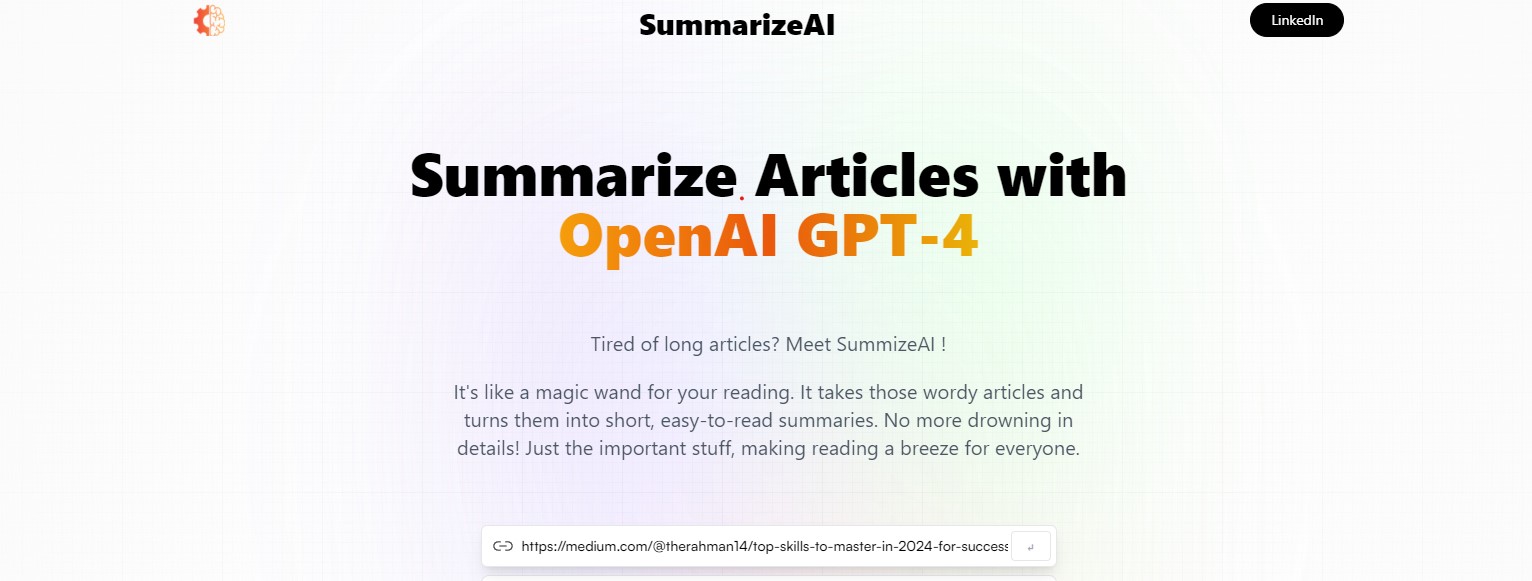 SummarizeAI
LinkedIn
Summarize Articles with
OpenAI GPT-4
Tired of long articles? Meet SummizeAI !
It's like a magic wand for your reading. It takes those wordy articles and
turns them into short, easy-to-read summaries. No more drowning in
details! Just the important stuff, making reading a breeze for everyone.
https://medium.com/@therahman14/top-skills-to-master-in-2024-for-success